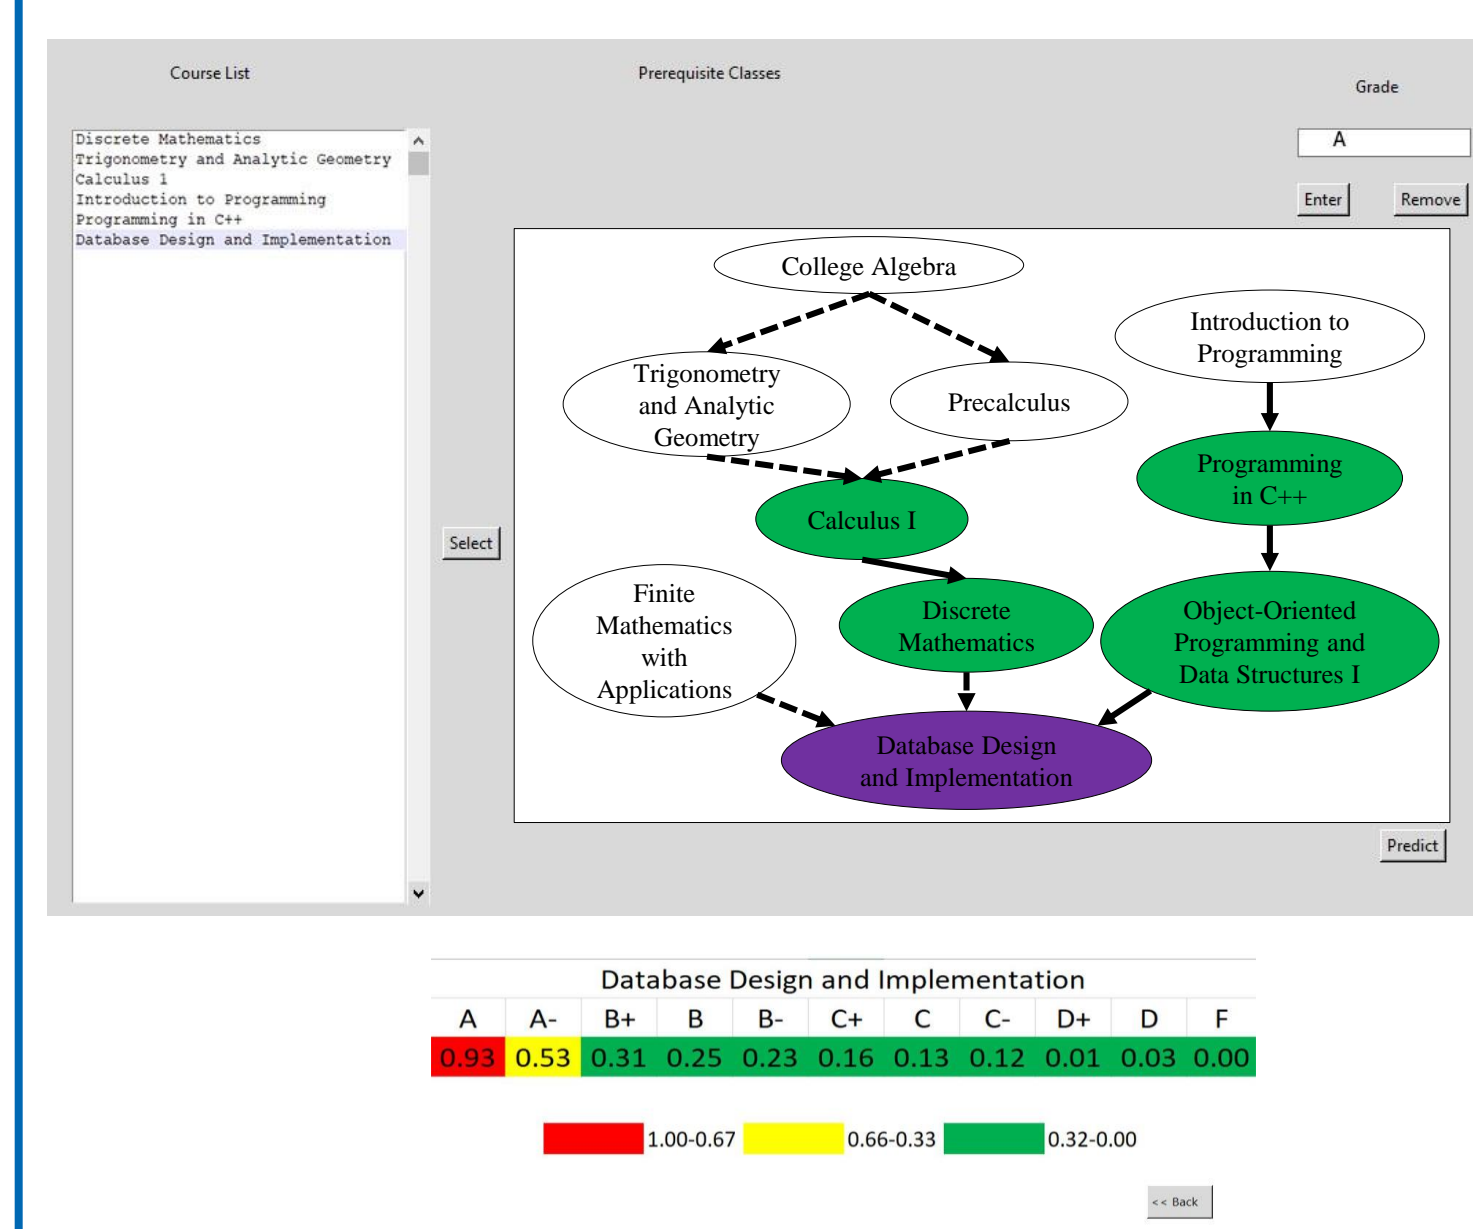 Course List
Prerequisite Classes
Grade
A
Enter
Remove
Discrete Mathematics
Trigonometry and Analytic Geometry
Calculus 1
Introduction to Programming
Programming in C++
Database Design and Implementation
Select
College Algebra
Introduction to
Programming
Trigonometry
and Analytic
Geometry
Precalculus
Programming
in C++
Calculus I
Finite
Mathematics
with
Applications
Discrete
Mathematics
Object-Oriented
Programming and
Data Structures I
Database Design
and Implementation
Predict
Database Design and Implementation
A A- B+ B B- C+ C C- D+ D F
0.93 0.53 0.31 0.25 0.23 0.16 0.13 0.12 0.01 0.03 0.00
1.00-0.67 0.66-0.33 0.32-0.00
<< Back